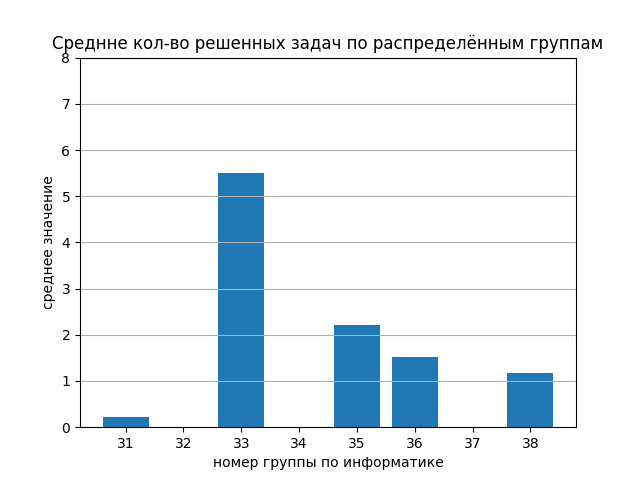 Среднне кол-во решенных задач по распределённым группам
8
7
6
5
4
3
2
1
0
среднее значение
31 32 33 34 35 36 37 38
номер группы по информатике